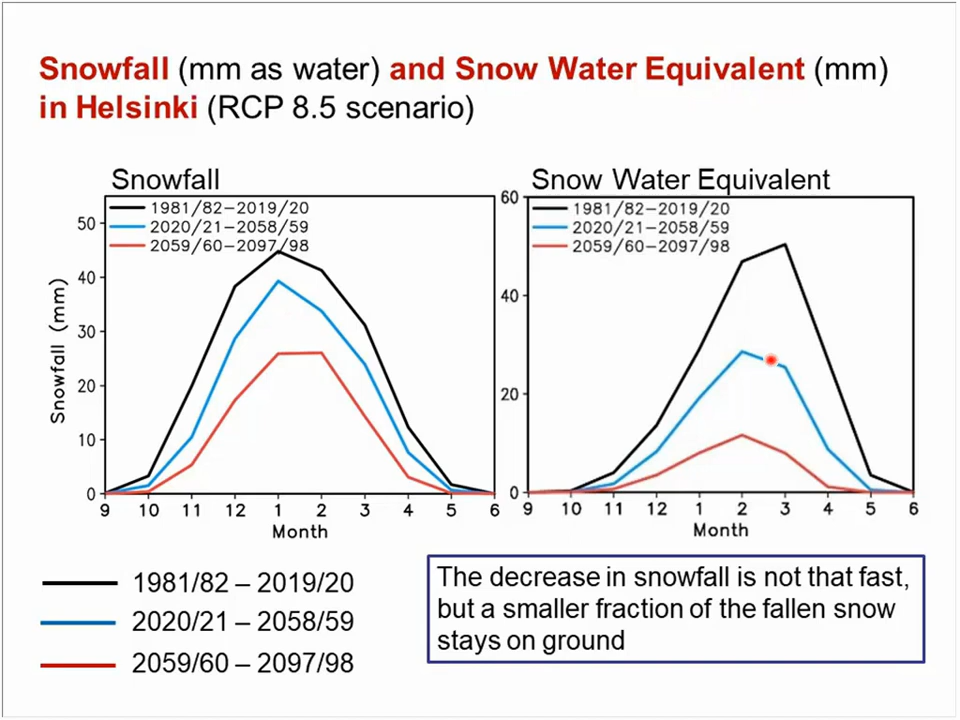 Snowfall (mm as water) and Snow Water Equivalent (mm)
in Helsinki (RCP 8.5 scenario)
Snowfall
1981/82-2019/20
2020/21-2058/59
2059/60-2097/98
50
40
30
20
10
0
Snowfall (mm)
9 10 11 12 1 2 3 4 5 6
Month
Snow Water Equivalent
1981/82-2019/20
2020/21-2058/59
2059/60-2097/98
60
40
20
0
9 10 11 12 1 2 3 4 5 6
Month
1981/82 – 2019/20
2020/21 – 2058/59
2059/60 – 2097/98
The decrease in snowfall is not that fast,
but a smaller fraction of the fallen snow
stays on ground